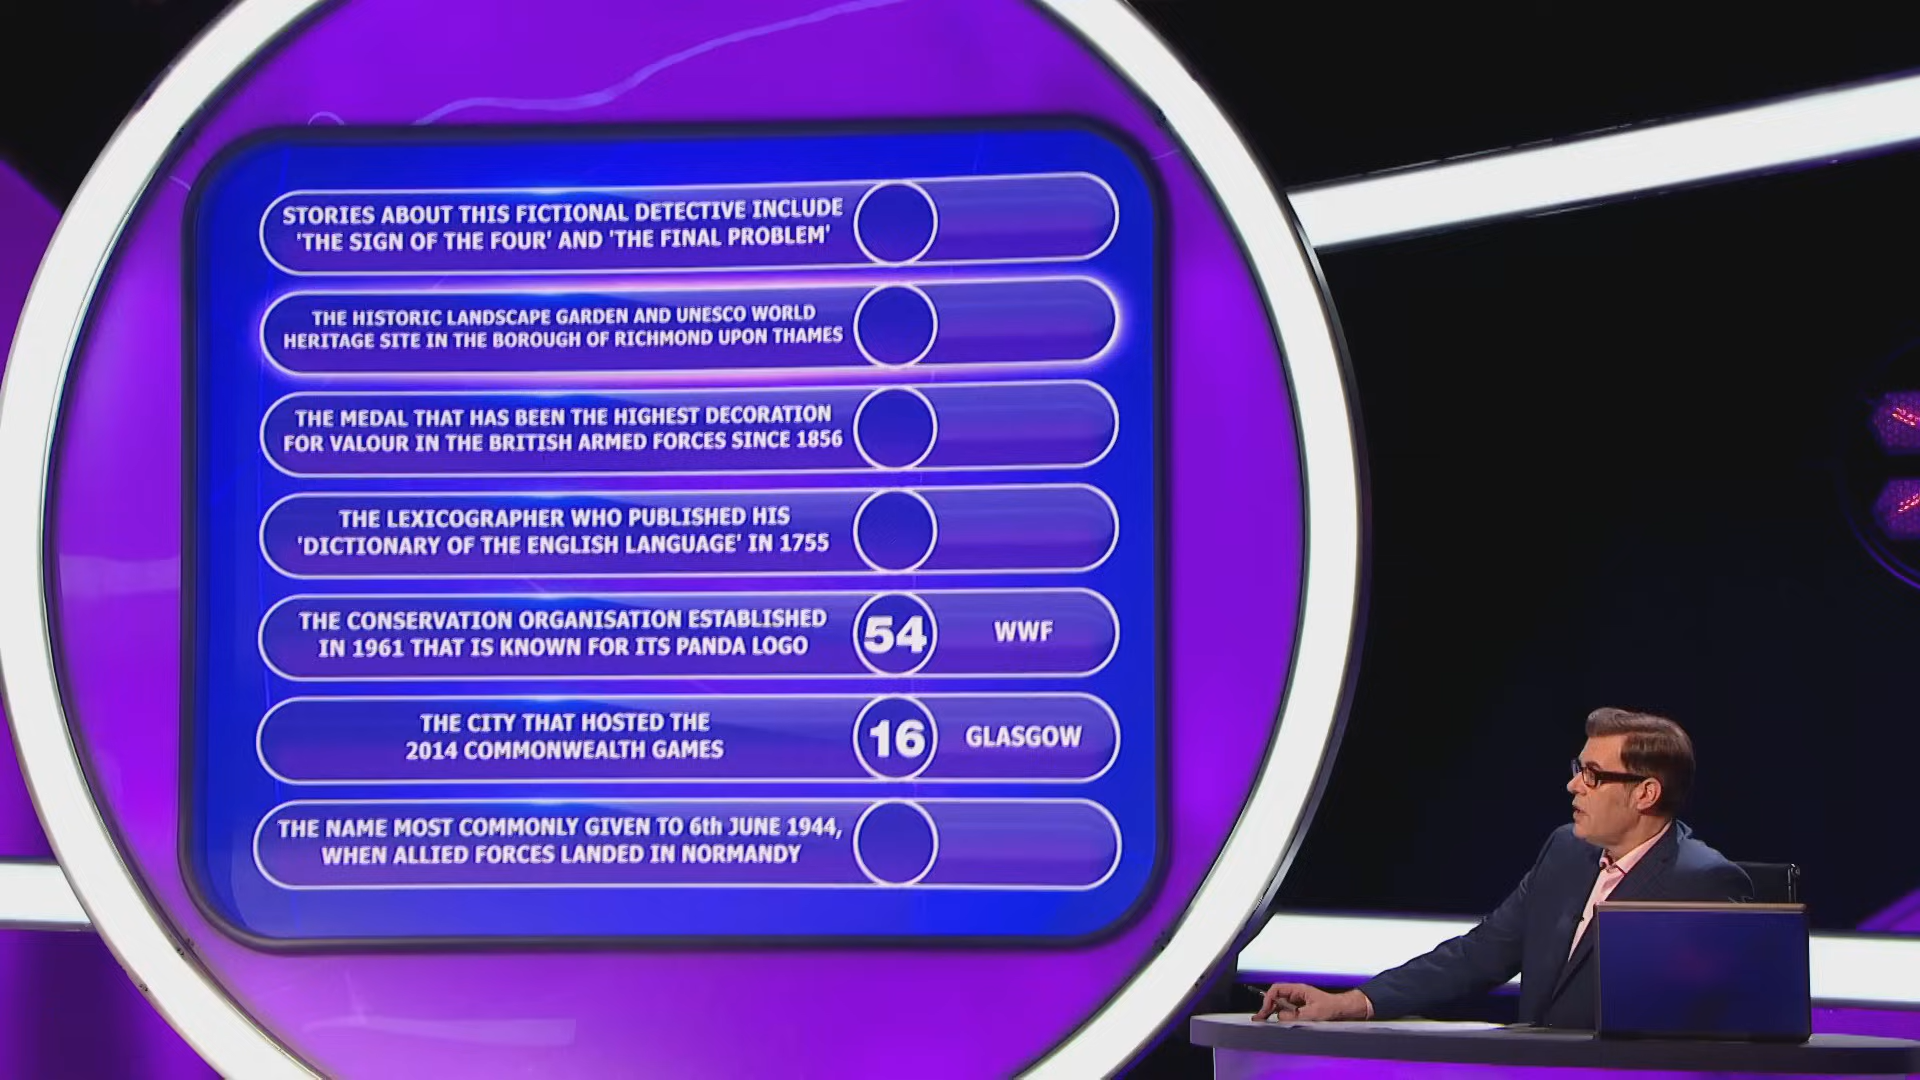 STORIES ABOUT THIS FICTIONAL DETECTIVE INCLUDE
'THE SIGN OF THE FOUR' AND 'THE FINAL PROBLEM'
THE HISTORIC LANDSCAPE GARDEN AND UNESCO WORLD
HERITAGE SITE IN THE BOROUGH OF RICHMOND UPON THAMES
THE MEDAL THAT HAS BEEN THE HIGHEST DECORATION
FOR VALOUR IN THE BRITISH ARMED FORCES SINCE 1856
THE LEXICOGRAPHER WHO PUBLISHED HIS
'DICTIONARY OF THE ENGLISH LANGUAGE' IN 1755
THE CONSERVATION ORGANISATION ESTABLISHED
IN 1961 THAT IS KNOWN FOR ITS PANDA LOGO
54 WWF
THE CITY THAT HOSTED THE
2014 COMMONWEALTH GAMES
16 GLASGOW
THE NAME MOST COMMONLY GIVEN TO 6th JUNE 1944,
WHEN ALLIED FORCES LANDED IN NORMANDY